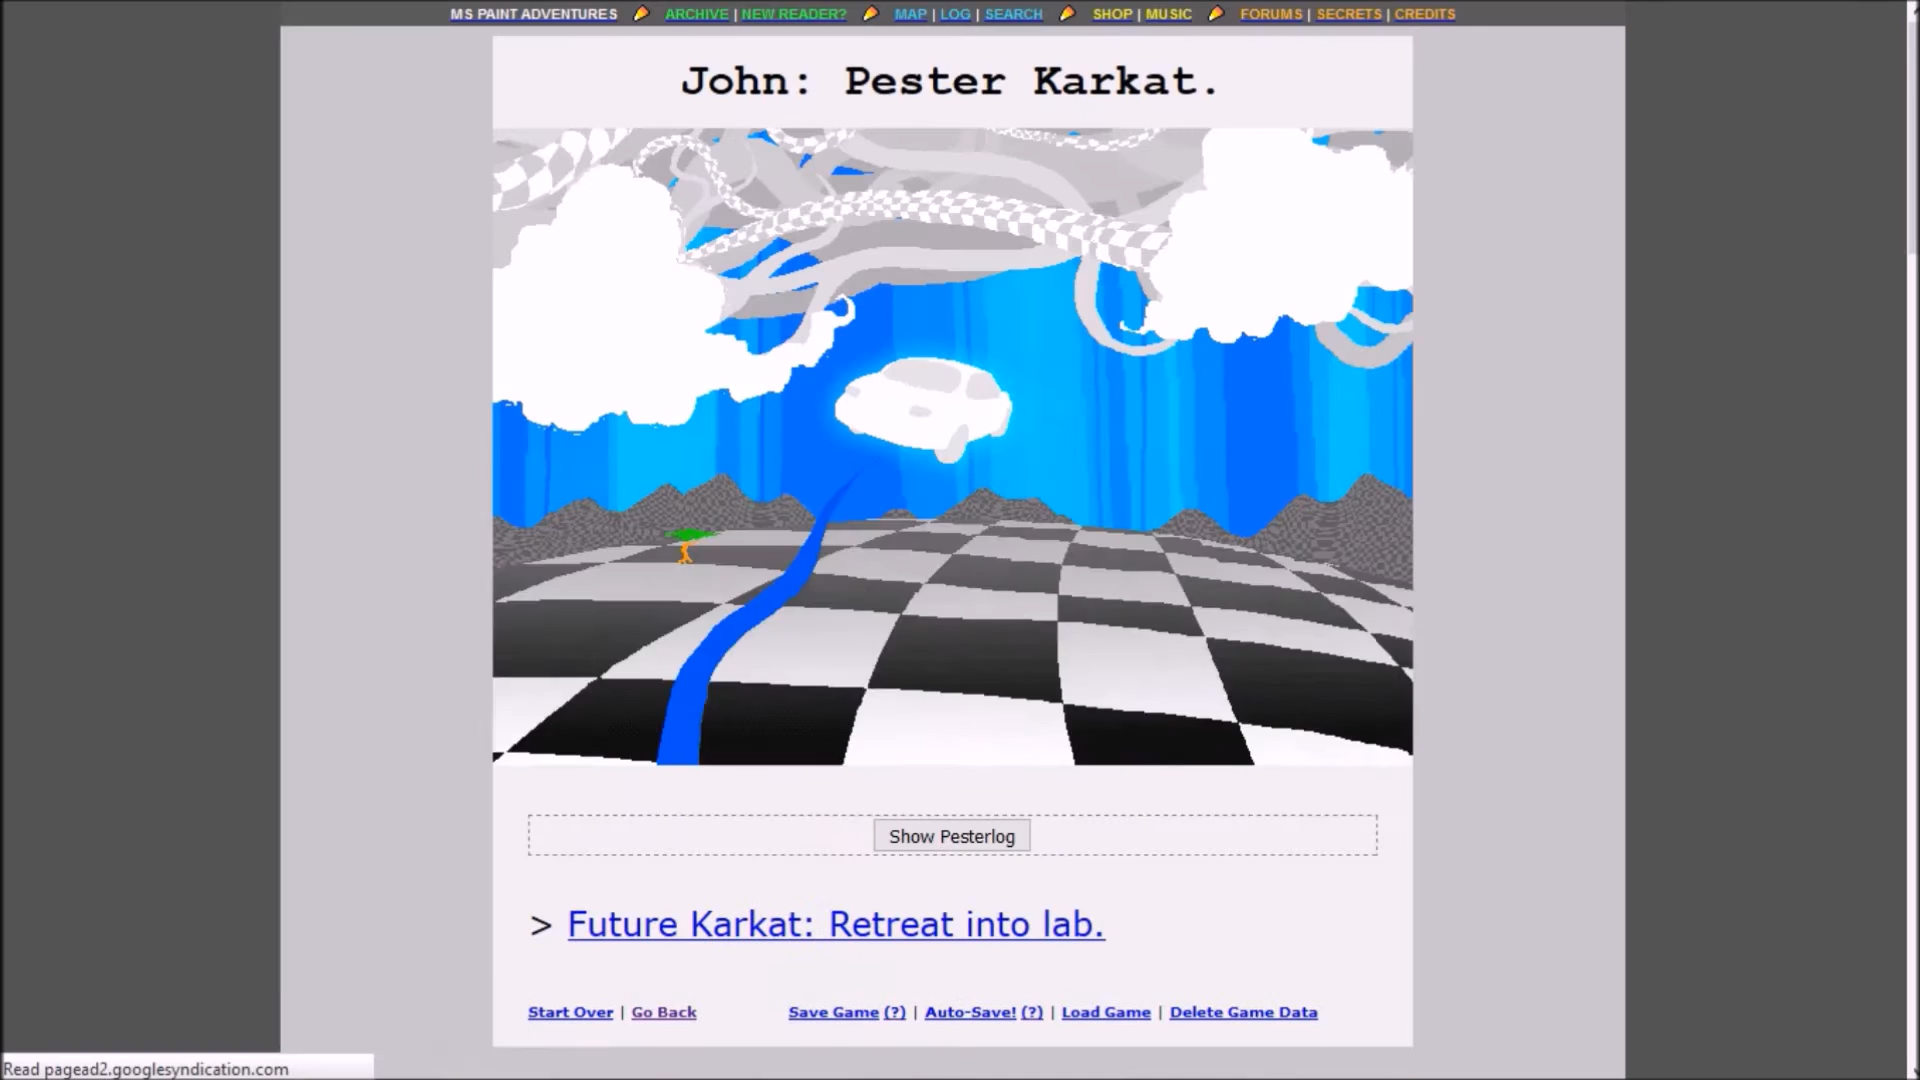 MS PAINT ADVENTURES ARCHIVE | NEW READER? MAP | LOG | SEARCH SHOP | MUSIC FORUMS | SECRETS | CREDITS
John: Pester Karkat.
Show Pesterlog
> Future Karkat: Retreat into lab.
Start Over | Go Back Save Game (?) | Auto-Save! (?) | Load Game | Delete Game Data
Read pagead2.googlesyndication.com